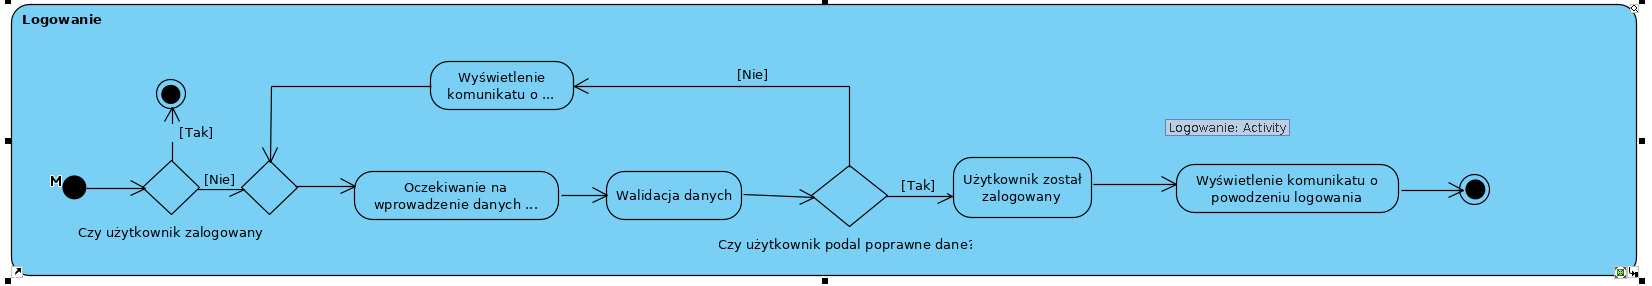 Logowanie
Wyświetlenie
komunikatu o ...
[Nie]
[Tak]
Logowanie: Activity
M
[Nie]
Oczekiwanie na
wprowadzenie danych ...
Walidacja danych
[Tak]
Użytkownik został
zalogowany
Wyświetlenie komunikatu o
powodzeniu logowania
Czy użytkownik zalogowany
Czy użytkownik podal poprawne dane?